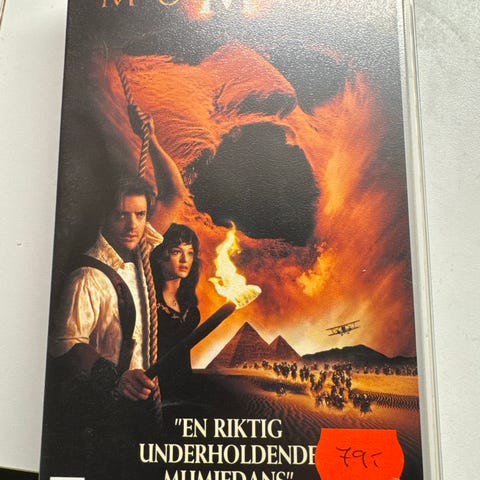 "EN RIKTIG
UNDERHOLDENDE
MUMIEDANS"
79,-